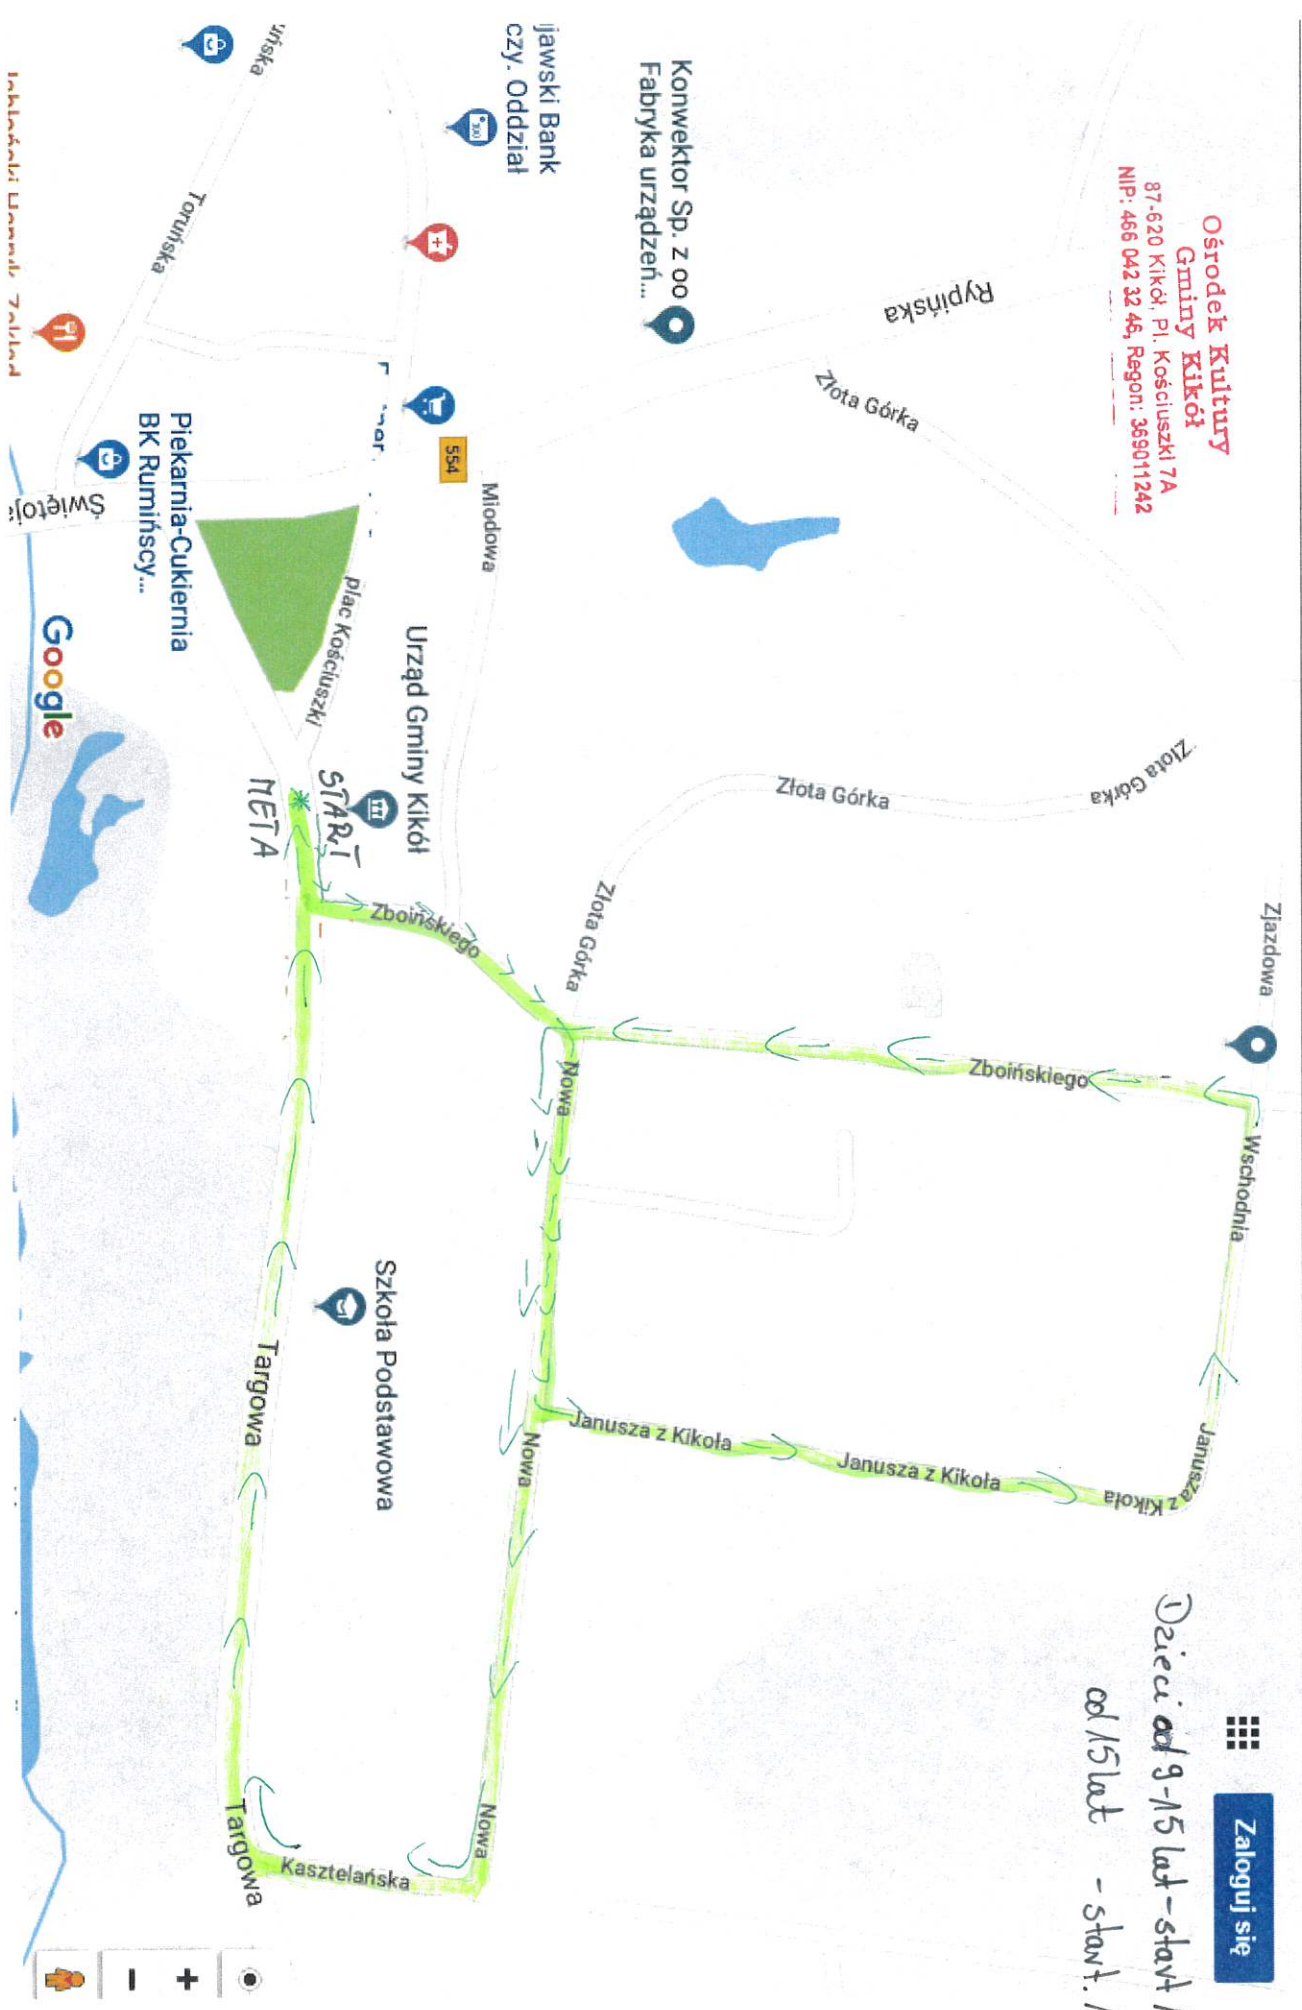 Ośrodek Kultury
Gminy Kikół
87-620 Kikół, Pl. Kościuszki 7A
NIP: 466 042 32 46, Regon: 369011242
Zaloguj się
Dzieci od 9-15 lat - start /
od 15 lat - start. /
Zjazdowa
Wschodnia
Janusza z Kikoła
Złota Górka
Złota Górka
Złota Górka
Złota Górka
Rypińska
Zboińskiego
Janusza z Kikoła
Janusza z Kikoła
Konwektor Sp. z oo
Fabryka urządzeń...
jawski Bank
czy. Oddział
554
Miodowa
Nowa
Nowa
Nowa
Zboińskiego
Urząd Gminy Kikół
plac Kościuszki
START
META
Szkoła Podstawowa
Kasztelańska
Targowa
Targowa
Toruńska
uńska
Piekarnia-Cukiernia
BK Rumińscy...
Świętoja
Google